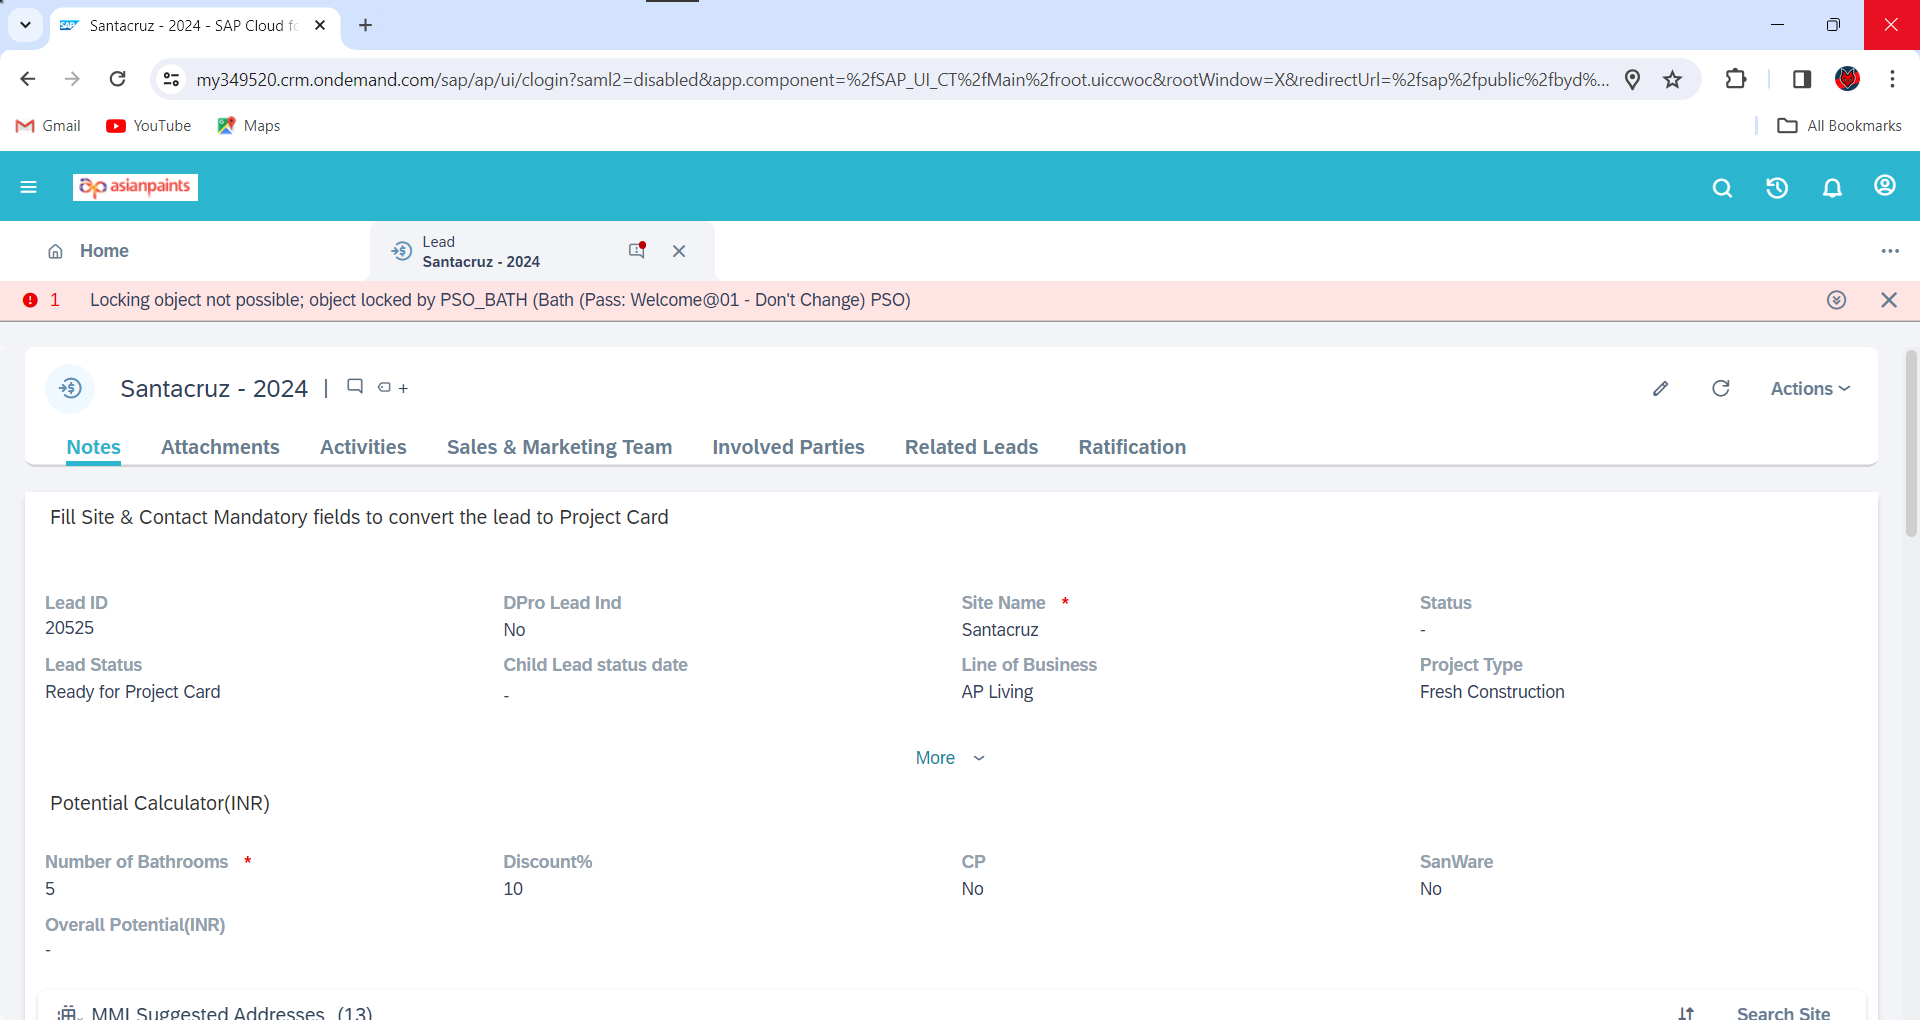 Santacruz - 2024 - SAP Cloud fo
my349520.crm.ondemand.com/sap/ap/ui/clogin?saml2=disabled&app.component=%2fSAP_UI_CT%2fMain%2froot.uiccwoc&rootWindow=X&redirectUrl=%2fsap%2fpublic%2fbyd%...
Gmail YouTube Maps All Bookmarks
asianpaints
Home
Lead
Santacruz - 2024
1 Locking object not possible; object locked by PSO_BATH (Bath (Pass: Welcome@01 - Don't Change) PSO)
Santacruz - 2024 |
Actions
Notes Attachments Activities Sales & Marketing Team Involved Parties Related Leads Ratification
Fill Site & Contact Mandatory fields to convert the lead to Project Card
Lead ID DPro Lead Ind Site Name * Status
20525 No Santacruz -
Lead Status Child Lead status date Line of Business Project Type
Ready for Project Card - AP Living Fresh Construction
More
Potential Calculator(INR)
Number of Bathrooms * Discount% CP SanWare
5 10 No No
Overall Potential(INR)
-
MMI Suggested Addresses (13) Search Site